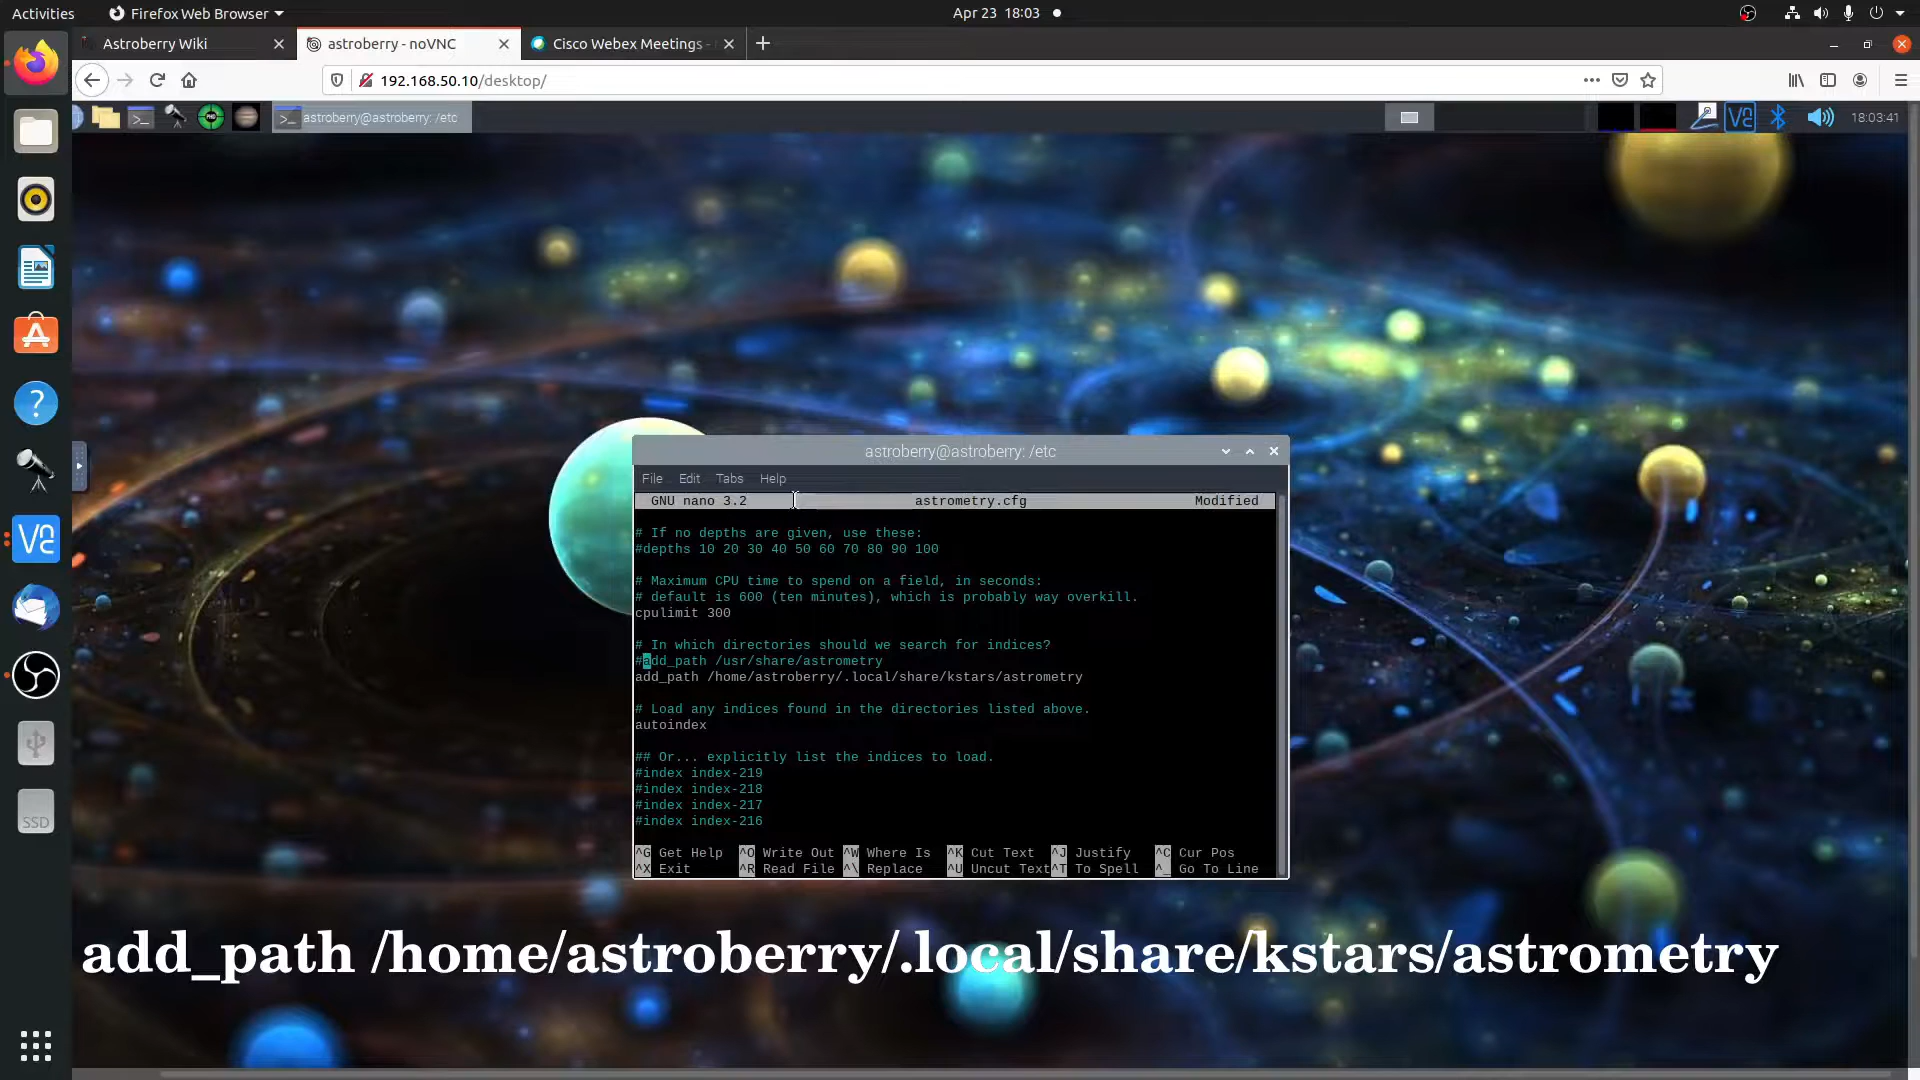 Activities
Firefox Web Browser
Apr 23 18:03
Astroberry Wiki
astroberry - noVNC
Cisco Webex Meetings -
192.168.50.10/desktop/
astroberry@astroberry: /etc
18:03:41
astroberry@astroberry: /etc
File Edit Tabs Help
GNU nano 3.2 astrometry.cfg Modified
# If no depths are given, use these:
#depths 10 20 30 40 50 60 70 80 90 100
# Maximum CPU time to spend on a field, in seconds:
# default is 600 (ten minutes), which is probably way overkill.
cpulimit 300
# In which directories should we search for indices?
#add_path /usr/share/astrometry
add_path /home/astroberry/.local/share/kstars/astrometry
# Load any indices found in the directories listed above.
autoindex
## Or... explicitly list the indices to load.
#index index-219
#index index-218
#index index-217
#index index-216
^G Get Help ^O Write Out ^W Where Is ^K Cut Text ^J Justify ^C Cur Pos
^X Exit ^R Read File ^\ Replace ^U Uncut Text ^T To Spell ^_ Go To Line
SSD
add_path /home/astroberry/.local/share/kstars/astrometry